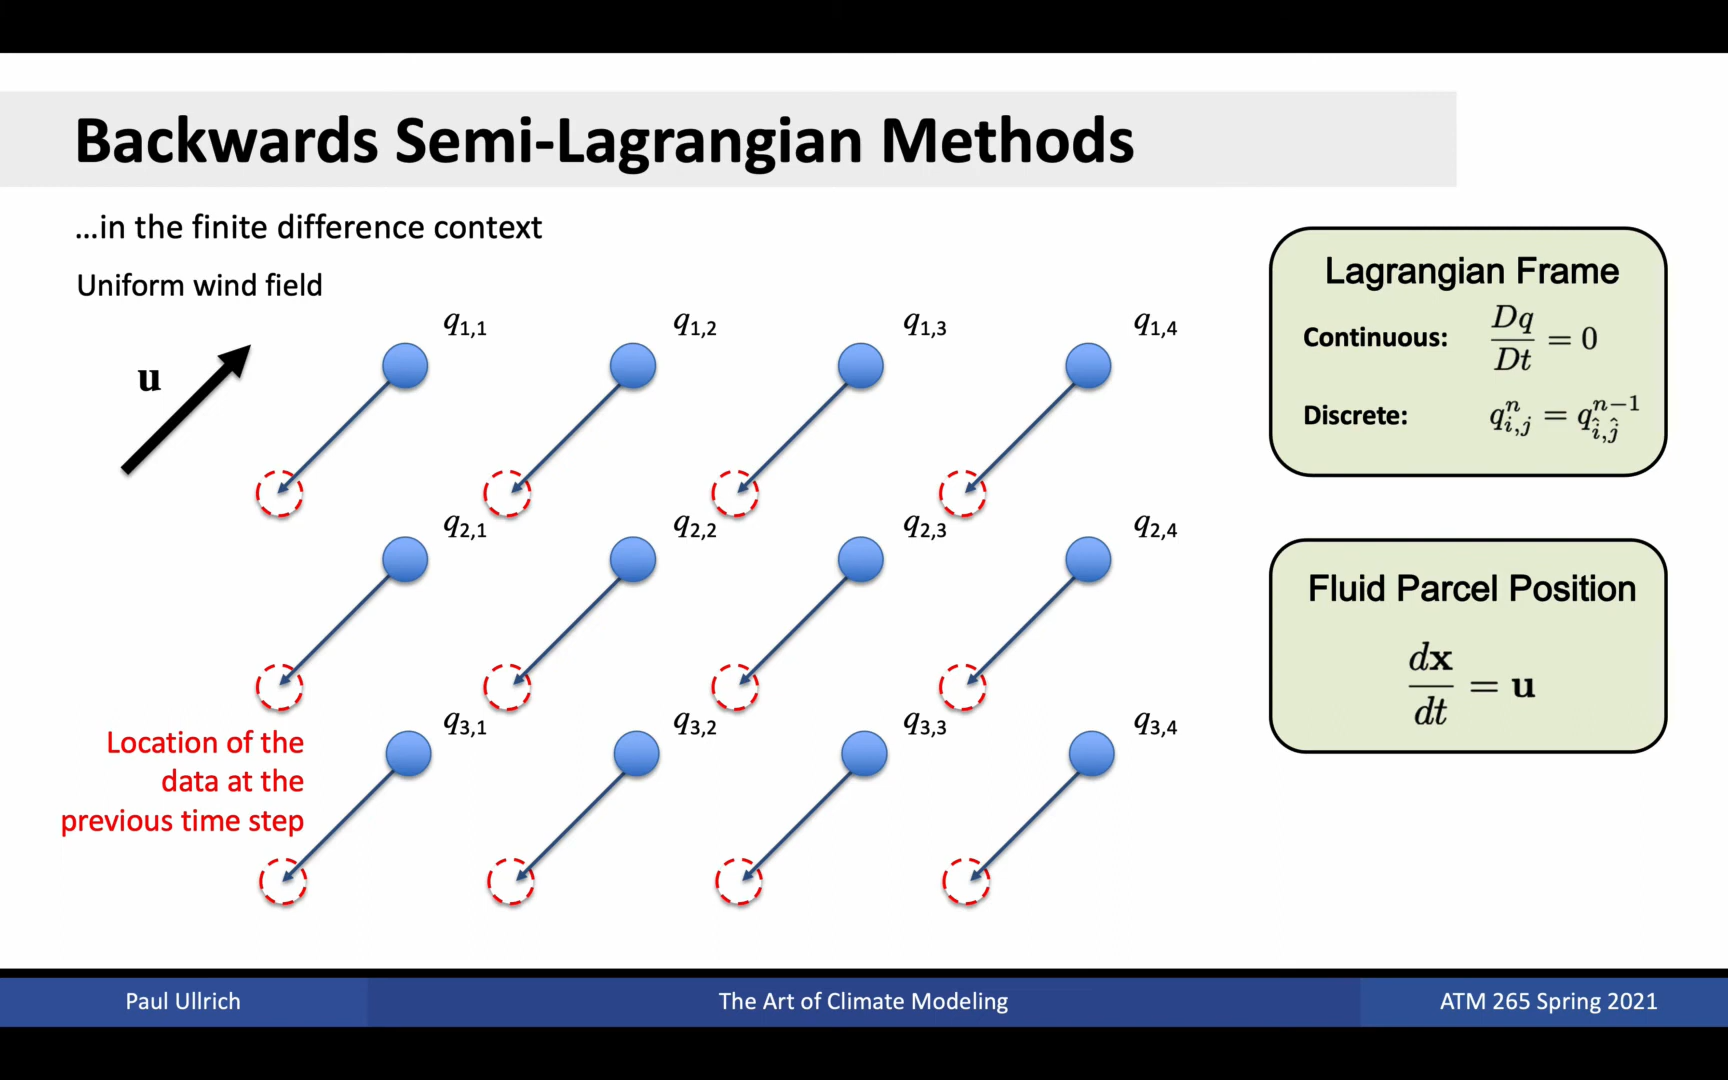 Backwards Semi-Lagrangian Methods
...in the finite difference context
Uniform wind field
u
q1,1 q1,2 q1,3 q1,4
q2,1 q2,2 q2,3 q2,4
Location of the
data at the
previous time step
q3,1 q3,2 q3,3 q3,4
Lagrangian Frame
Continuous: Dq/Dt = 0
Discrete: q^n_{i,j} = q^{n−1}_{î,ĵ}
Fluid Parcel Position
dx/dt = u
Paul Ullrich The Art of Climate Modeling ATM 265 Spring 2021